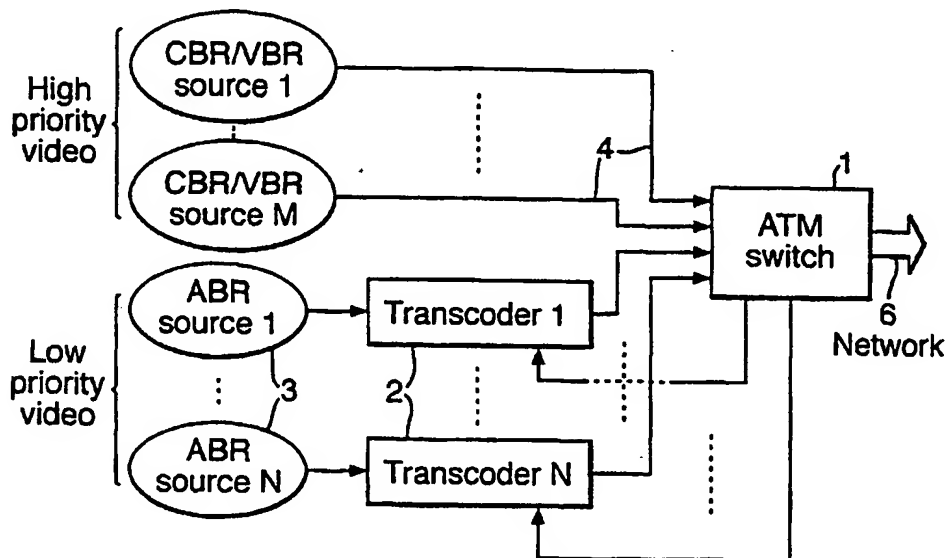 High
priority
video
CBR/VBR
source 1
CBR/VBR
source M
4
1
ATM
switch
6
Network
Low
priority
video
ABR
source 1
3
ABR
source N
Transcoder 1
2
Transcoder N